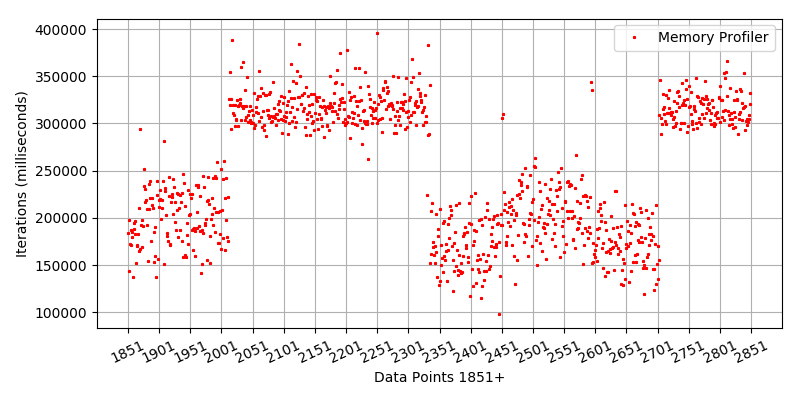 400000
350000
300000
250000
200000
150000
100000
Iterations (milliseconds)
Memory Profiler
1851 1901 1951 2001 2051 2101 2151 2201 2251 2301 2351 2401 2451 2501 2551 2601 2651 2701 2751 2801 2851
Data Points 1851+